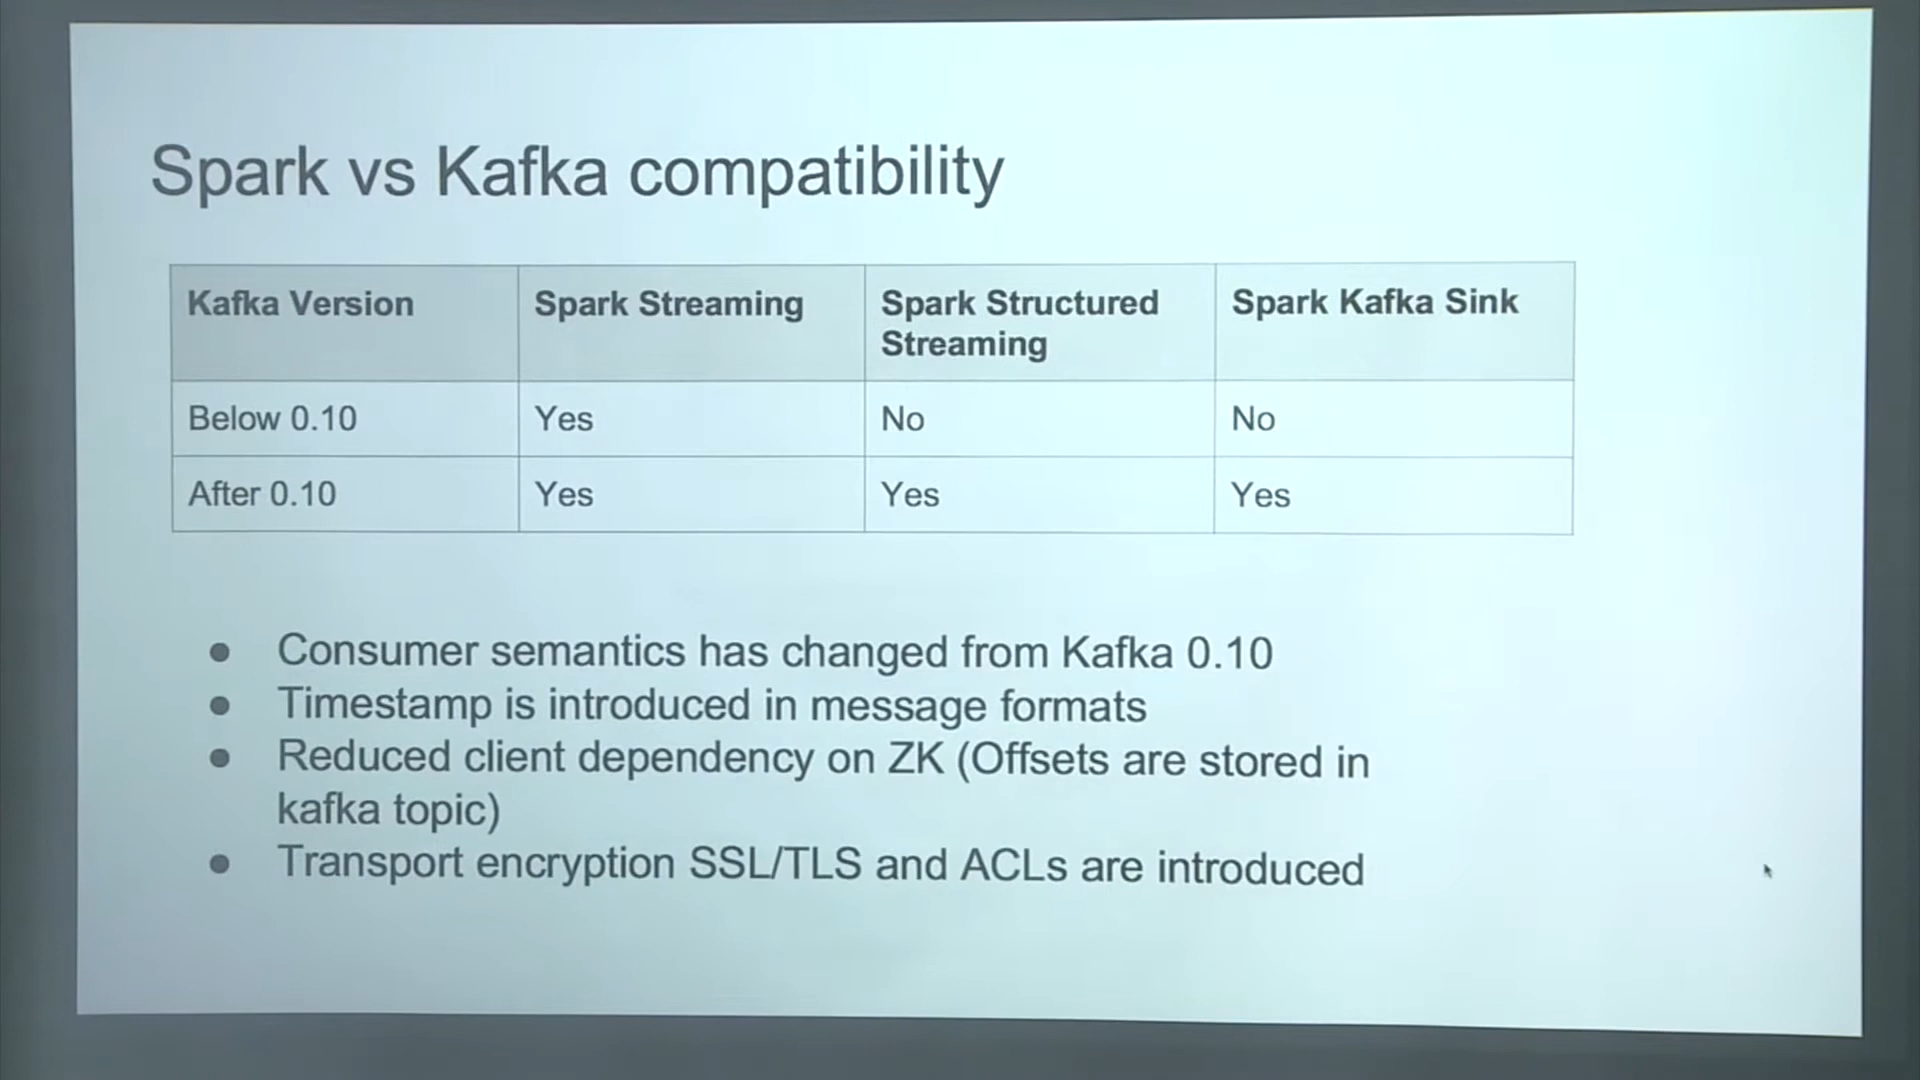 Spark vs Kafka compatibility
Kafka Version
Spark Streaming
Spark Structured
Streaming
Spark Kafka Sink
Below 0.10
Yes
No
No
After 0.10
Yes
Yes
Yes
● Consumer semantics has changed from Kafka 0.10
● Timestamp is introduced in message formats
● Reduced client dependency on ZK (Offsets are stored in
kafka topic)
● Transport encryption SSL/TLS and ACLs are introduced